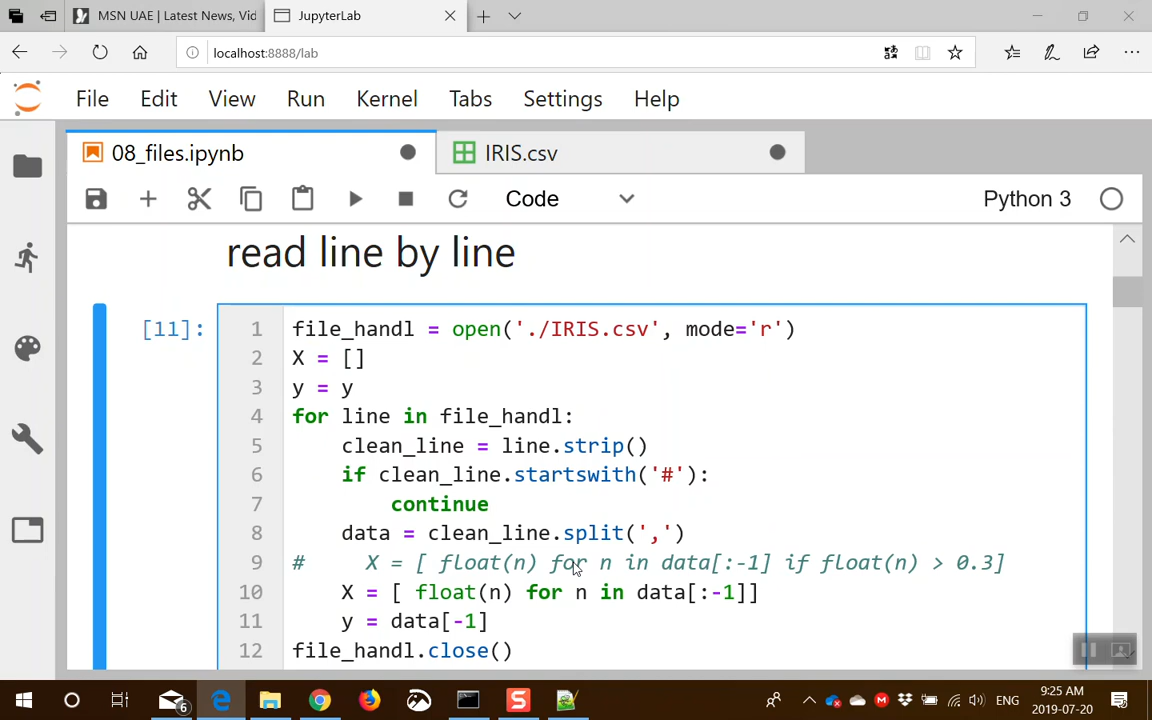 MSN UAE | Latest News, Vid
JupyterLab
localhost:8888/lab
File Edit View Run Kernel Tabs Settings Help
08_files.ipynb
IRIS.csv
Code
Python 3
read line by line
[11]:
1 file_handl = open('./IRIS.csv', mode='r')
2 X = []
3 y = y
4 for line in file_handl:
5 clean_line = line.strip()
6 if clean_line.startswith('#'):
7 continue
8 data = clean_line.split(',')
9 # X = [ float(n) for n in data[:-1] if float(n) > 0.3]
10 X = [ float(n) for n in data[:-1]]
11 y = data[-1]
12 file_handl.close()
6
S
M
ENG
9:25 AM
2019-07-20